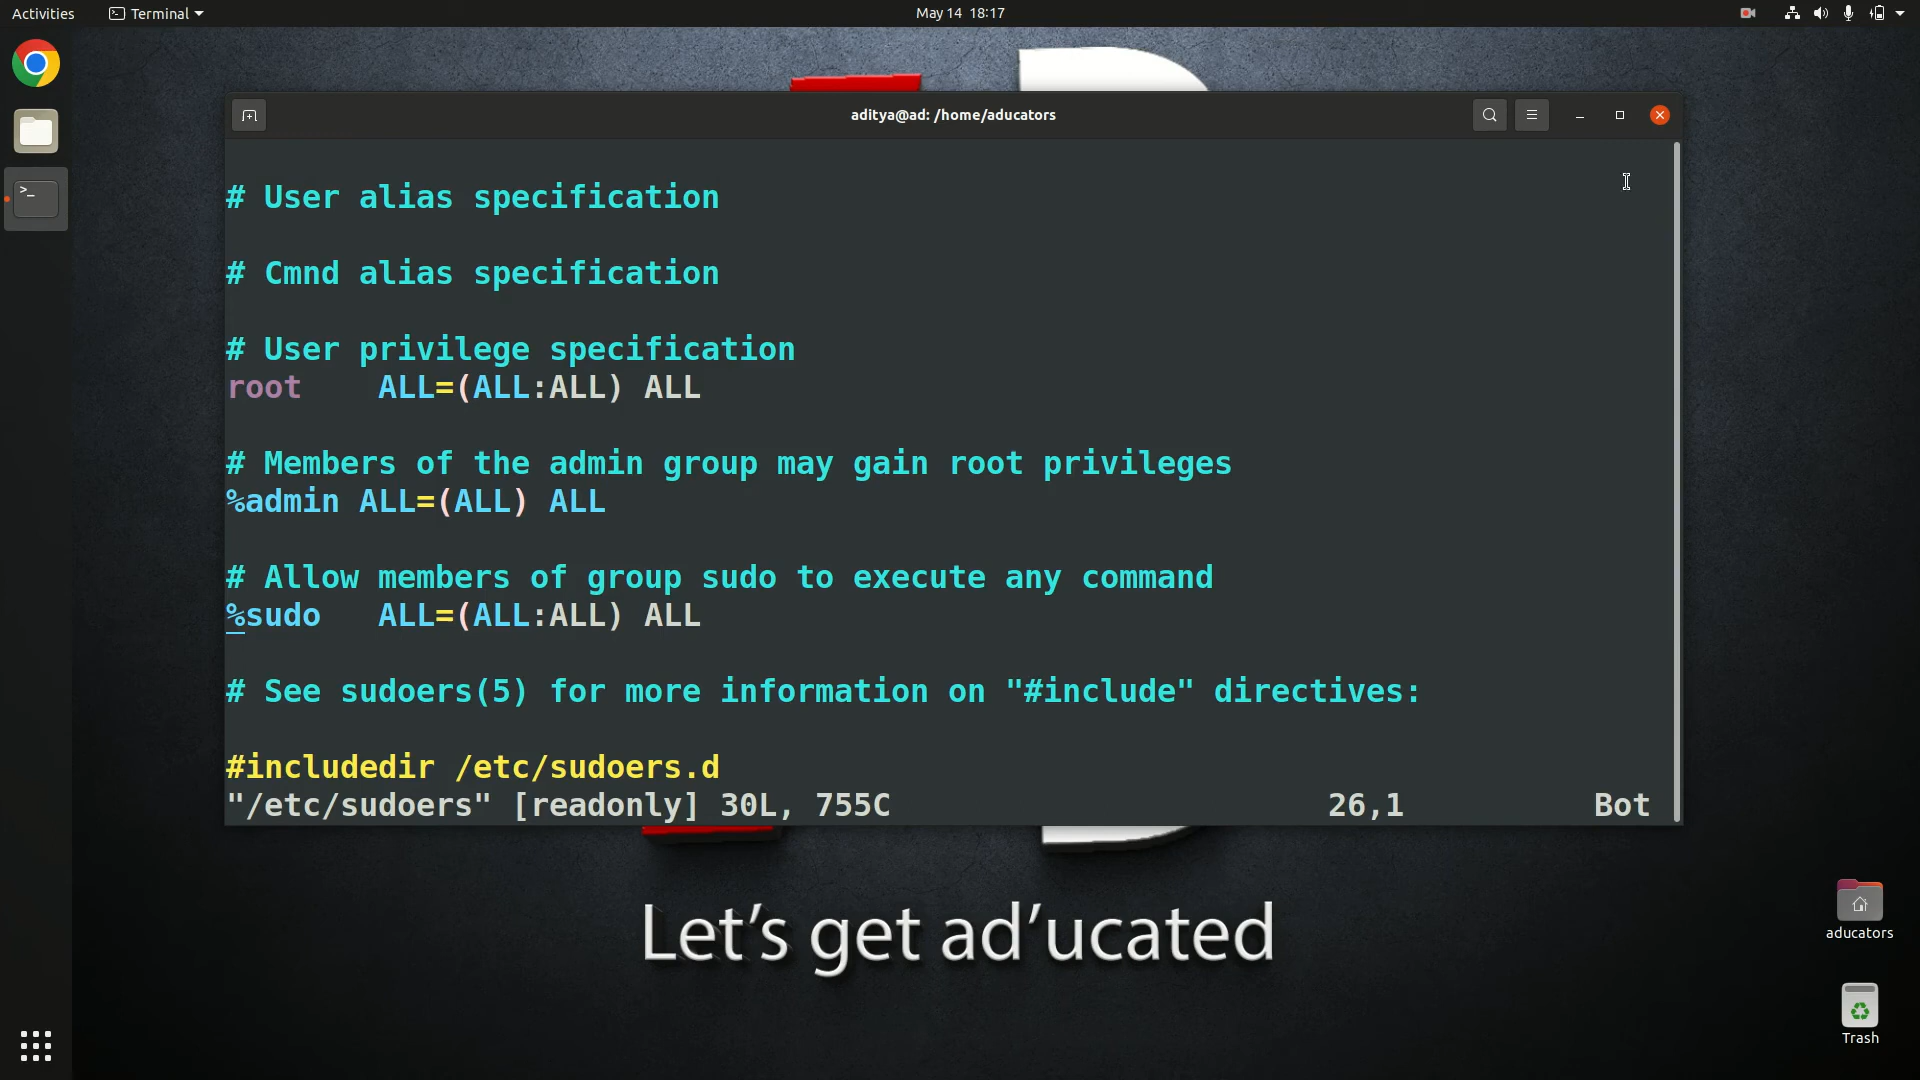 Activities
Terminal
May 14 18:17
aditya@ad: /home/aducators
# User alias specification
# Cmnd alias specification
# User privilege specification
root    ALL=(ALL:ALL) ALL
# Members of the admin group may gain root privileges
%admin ALL=(ALL) ALL
# Allow members of group sudo to execute any command
%sudo   ALL=(ALL:ALL) ALL
# See sudoers(5) for more information on "#include" directives:
#includedir /etc/sudoers.d
"/etc/sudoers" [readonly] 30L, 755C 26,1 Bot
Let's get ad'ucated
aducators
Trash